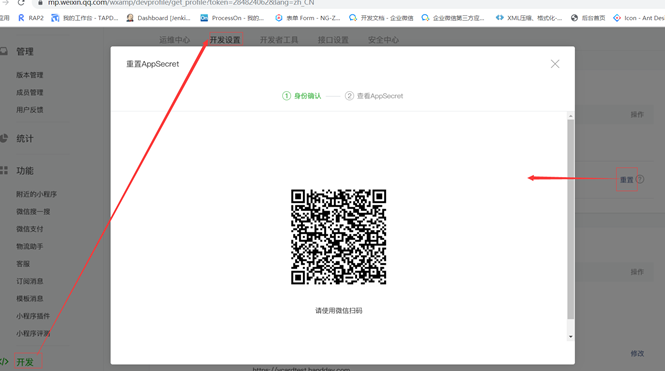 mp.weixin.qq.com/wxamp/devprofile/get_profile?token=2848240628&lang=zh_CN
应用 RAP2 我的工作台 - TAPD... Dashboard [Jenki... ProcessOn - 我的... 表单 Form - NG-Z... 开发文档 - 企业微信 企业微信第三方应... XML压缩、格式化-... 后台首页 Icon - Ant Des
运维中心 开发设置 开发者工具 接口设置 安全中心
管理
版本管理
成员管理
用户反馈
统计
功能
附近的小程序
微信搜一搜
微信支付
物流助手
客服
订阅消息
模板消息
小程序插件
小程序评测
开发
重置AppSecret
1 身份确认 2 查看AppSecret
请使用微信扫码
操作
重置
操作
修改